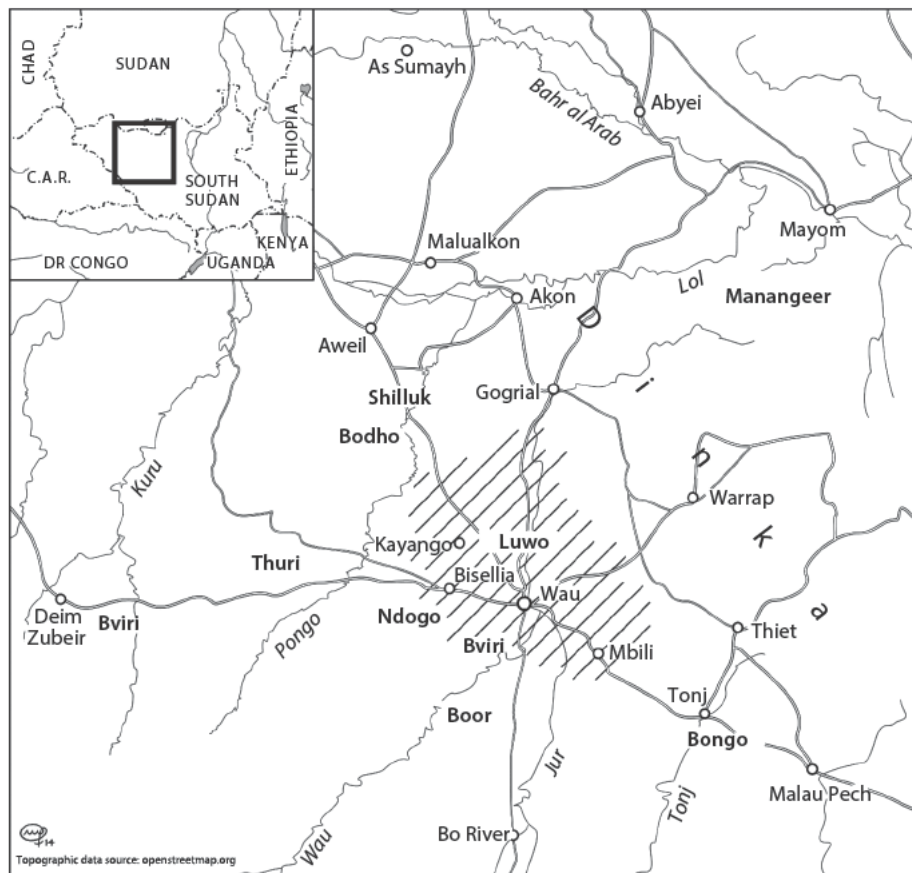 CHAD
SUDAN
ETHIOPIA
C.A.R.
SOUTH
SUDAN
KENYA
UGANDA
DR CONGO
As Sumayh
Bahr al Arab
Abyei
Mayom
Malualkon
Lol
Manangeer
Akon
Aweil
Dinka
Gogrial
Shilluk
Bodho
Kuru
Warrap
Kayango
Luwo
Thuri
Bisellia
Wau
Deim
Zubeir
Bviri
Ndogo
Pongo
Bviri
Mbili
Thiet
Boor
Tonj
Bongo
Jur
Malau Pech
Tonj
Wau
Bo River
14
Topographic data source: openstreetmap.org